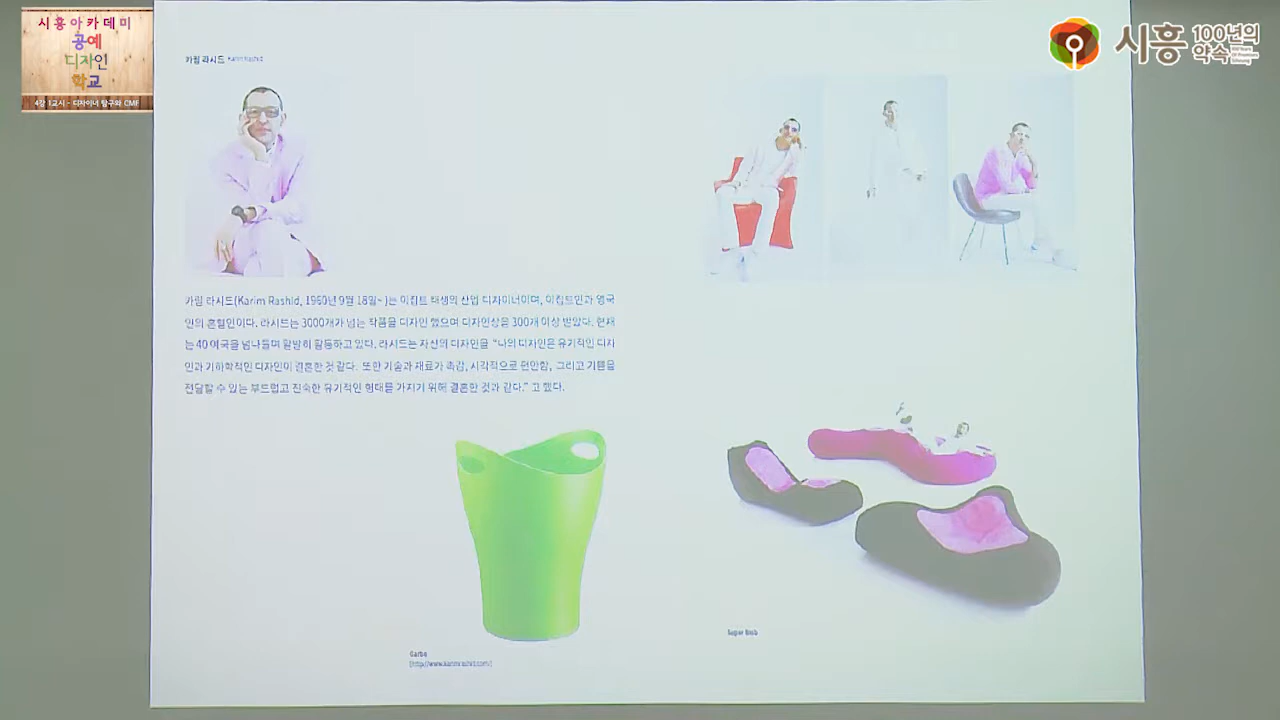 시흥아카데미
공예
디자인
학교
4강 1교시 - 디자이너 탐구와 CMF
시흥 100년의 약속
카림 라시드 Karim Rashid
카림 라시드(Karim Rashid, 1960년 9월 18일~ )는 이집트 태생의 산업 디자이너이며, 이집트인과 영국
인의 혼혈인이다. 라시드는 3000개가 넘는 작품을 디자인 했으며 디자인상을 300개 이상 받았다. 현재
는 40 여국을 넘나들며 활발히 활동하고 있다. 라시드는 자신의 디자인을 “나의 디자인은 유기적인 디자
인과 기하학적인 디자인이 결혼한 것 같다. 또한 기술과 재료가 촉감, 시각적으로 편안함, 그리고 기쁨을
전달할 수 있는 부드럽고 친숙한 유기적인 형태를 가지기 위해 결혼한 것과 같다.” 고 했다.
Garbo
(http://www.karimrashid.com/)
Super Blob